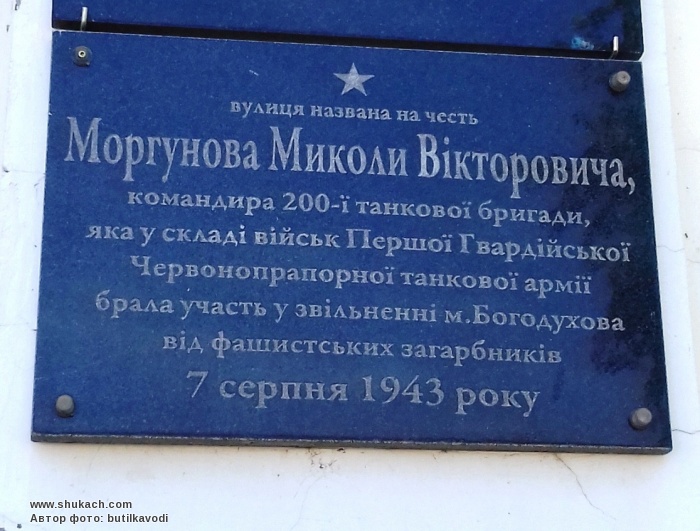 вулиця названа на честь
Моргунова Миколи Вікторовича,
командира 200-ї танкової бригади,
яка у складі військ Першої Гвардійської
Червонопрапорної танкової армії
брала участь у звільненні м.Богодухова
від фашистських загарбників
7 серпня 1943 року
www.shukach.com
Автор фото: butilkavodi